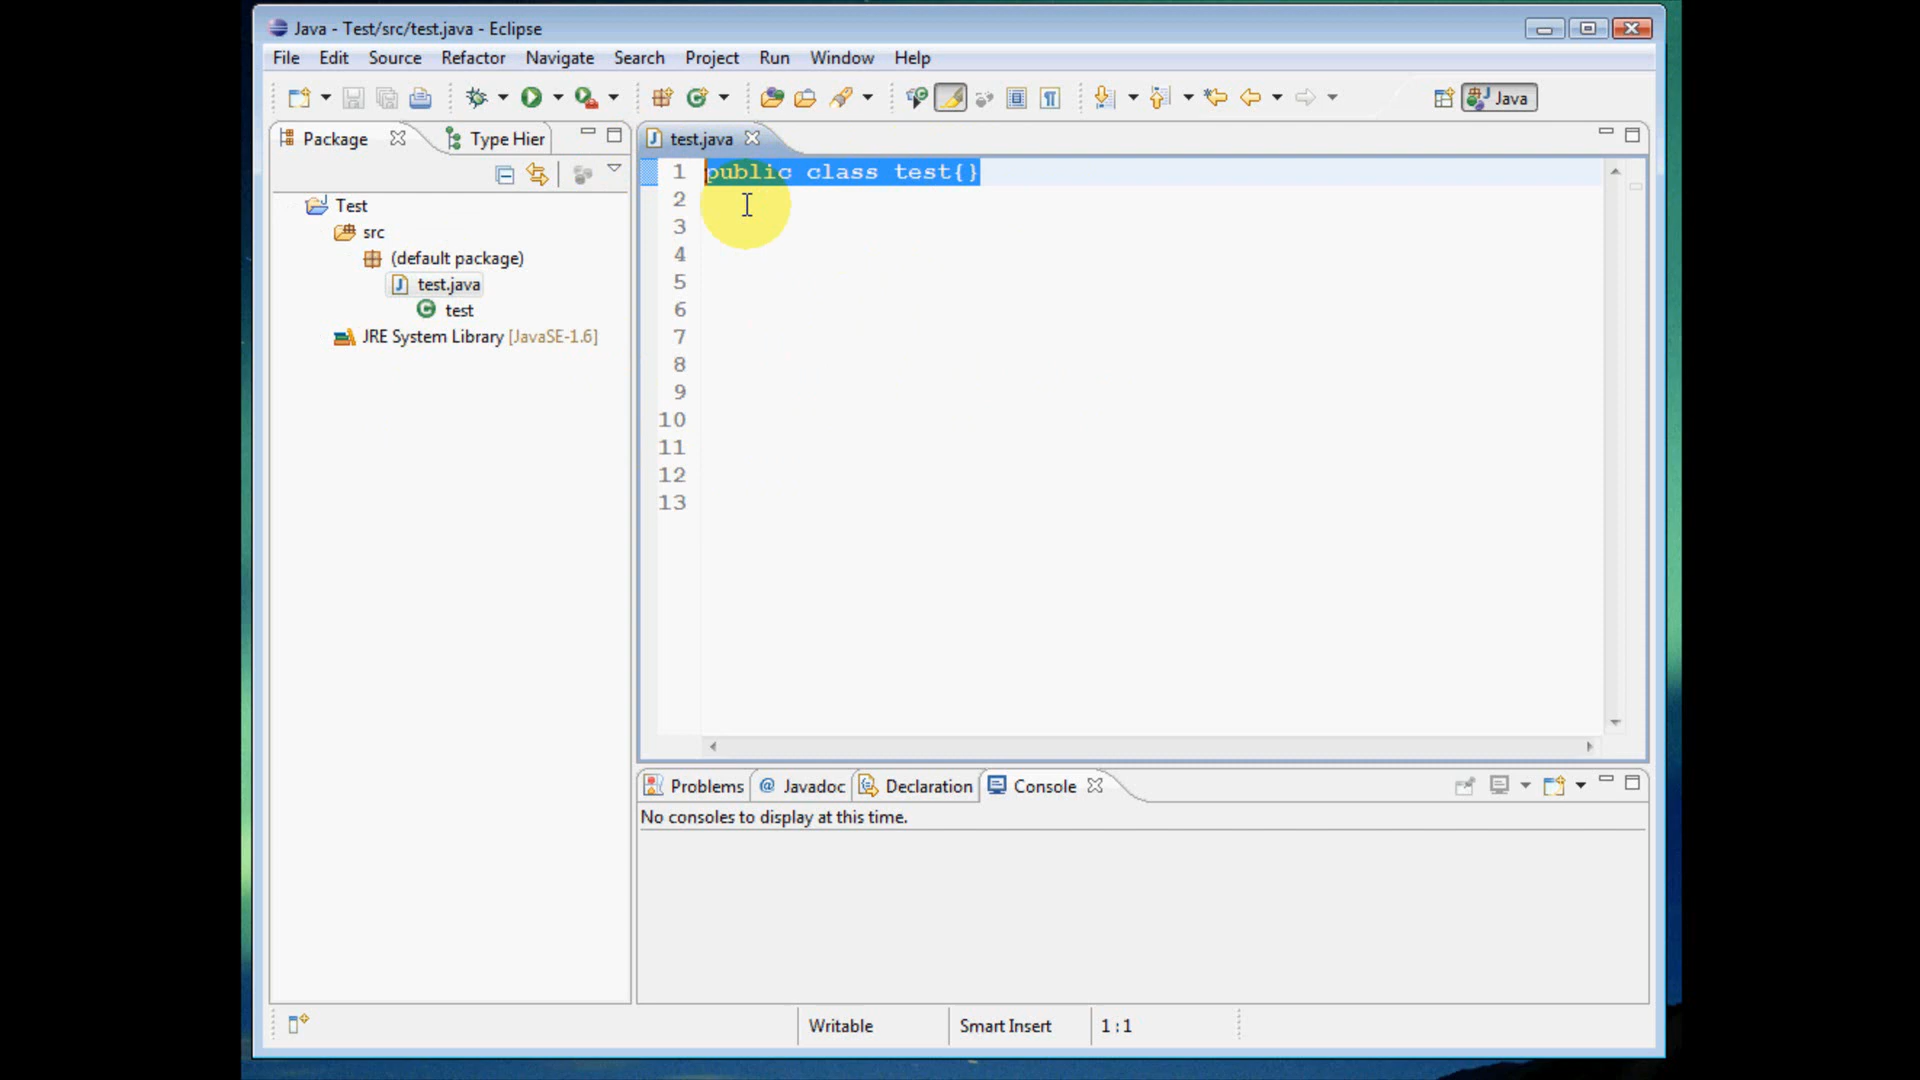 Java - Test/src/test.java - Eclipse
File Edit Source Refactor Navigate Search Project Run Window Help
Java
Package Type Hier
test.java
Test
src
(default package)
test.java
test
JRE System Library [JavaSE-1.6]
1 public class test{}
2
3
4
5
6
7
8
9
10
11
12
13
Problems @ Javadoc Declaration Console
No consoles to display at this time.
Writable Smart Insert 1 : 1